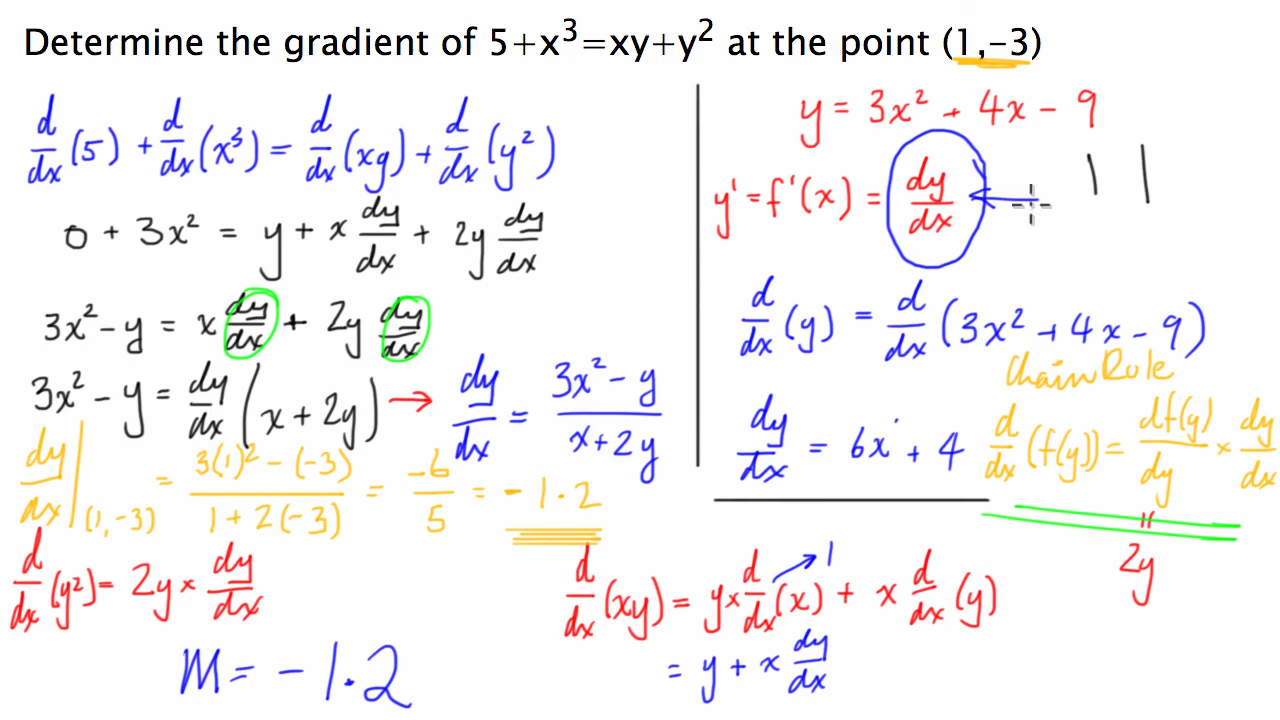 Determine the gradient of 5+x³=xy+y² at the point (1,-3)
d/dx (5) + d/dx (x³) = d/dx (xy) + d/dx (y²)
0 + 3x² = y + x dy/dx + 2y dy/dx
3x² - y = x dy/dx + 2y dy/dx
3x² - y = dy/dx (x + 2y) → dy/dx = (3x² - y)/(x + 2y)
dy/dx |(1, -3) = (3(1)² - (-3))/(1 + 2(-3)) = -6/5 = -1.2
d/dx (y²) = 2y × dy/dx
M = -1.2
y = 3x² + 4x - 9
y' = f'(x) = dy/dx ←
d/dx (y) = d/dx (3x² + 4x - 9)
dy/dx = 6x + 4
Chain Rule
d/dx (f(y)) = df(y)/dy × dy/dx
"
2y
d/dx (xy) = y × d/dx (x) + x d/dx (y)
1
= y + x dy/dx